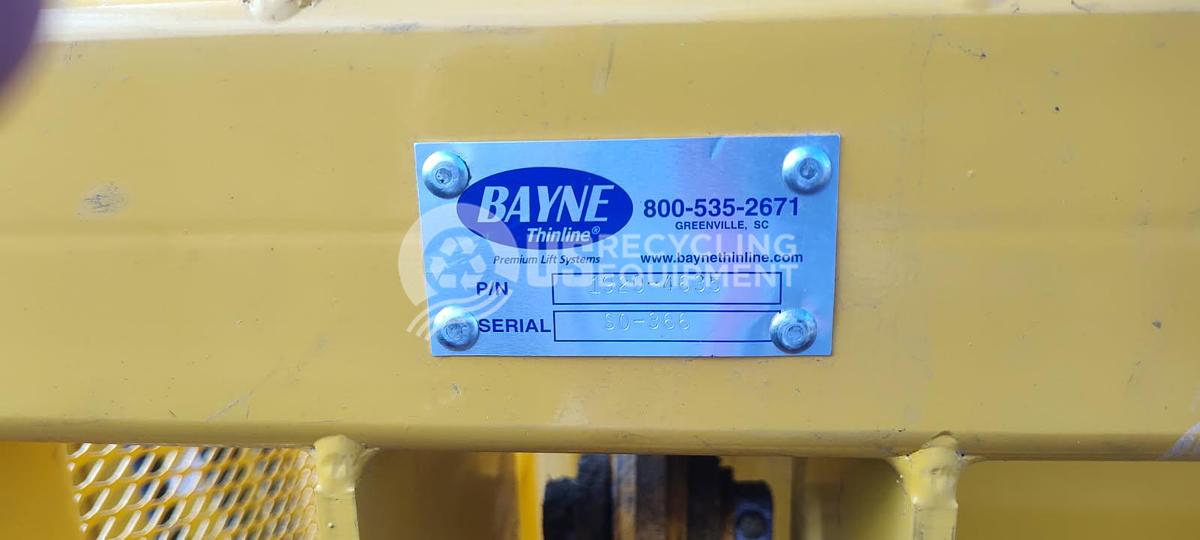 BAYNE
Thinline®
Premium Lift Systems
800-535-2671
GREENVILLE, SC
www.baynethinline.com
P/N 1520-4635
SERIAL SO-366
US RECYCLING
EQUIPMENT